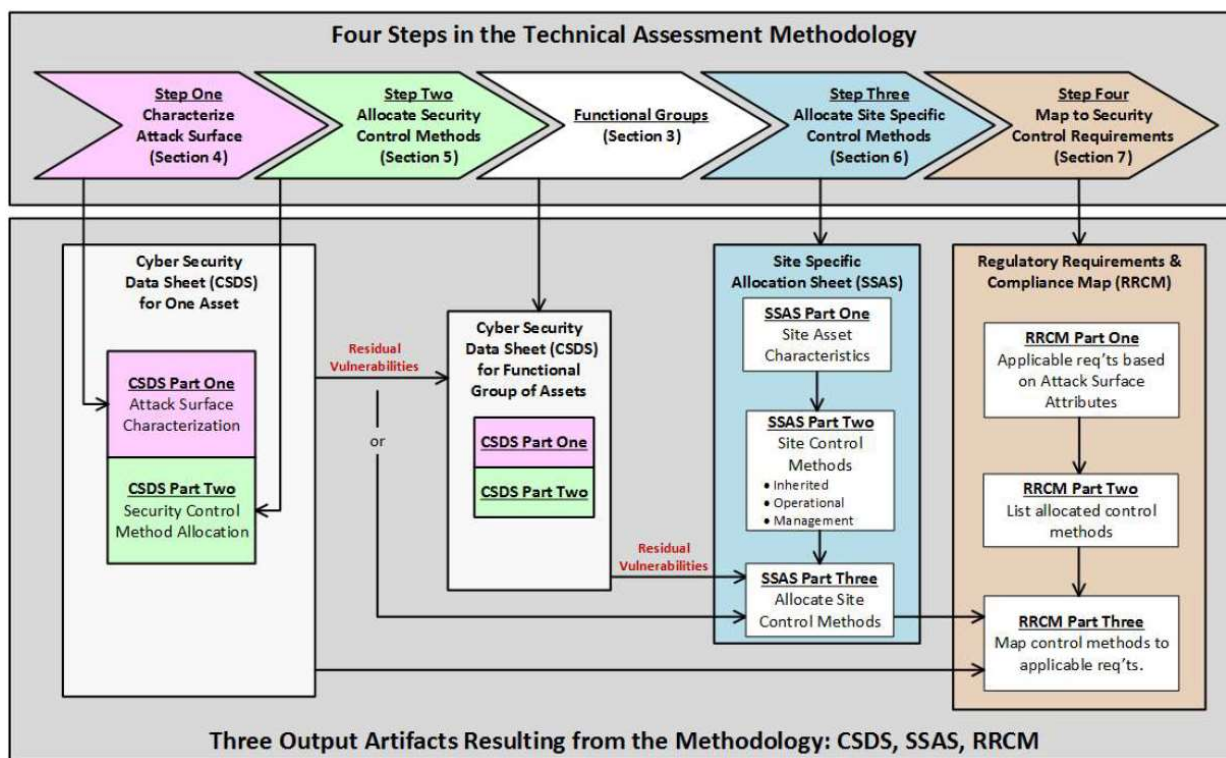 Four Steps in the Technical Assessment Methodology
Step One
Characterize
Attack Surface
(Section 4)
Step Two
Allocate Security
Control Methods
(Section 5)
Functional Groups
(Section 3)
Step Three
Allocate Site Specific
Control Methods
(Section 6)
Step Four
Map to Security
Control Requirements
(Section 7)
Cyber Security
Data Sheet (CSDS)
for One Asset
CSDS Part One
Attack Surface
Characterization
CSDS Part Two
Security Control
Method Allocation
Residual
Vulnerabilities
or
Cyber Security
Data Sheet (CSDS)
for Functional
Group of Assets
CSDS Part One
CSDS Part Two
Residual
Vulnerabilities
Site Specific
Allocation Sheet (SSAS)
SSAS Part One
Site Asset
Characteristics
SSAS Part Two
Site Control
Methods
• Inherited
• Operational
• Management
SSAS Part Three
Allocate Site
Control Methods
Regulatory Requirements &
Compliance Map (RRCM)
RRCM Part One
Applicable req'ts based
on Attack Surface
Attributes
RRCM Part Two
List allocated control
methods
RRCM Part Three
Map control methods to
applicable req'ts.
Three Output Artifacts Resulting from the Methodology: CSDS, SSAS, RRCM